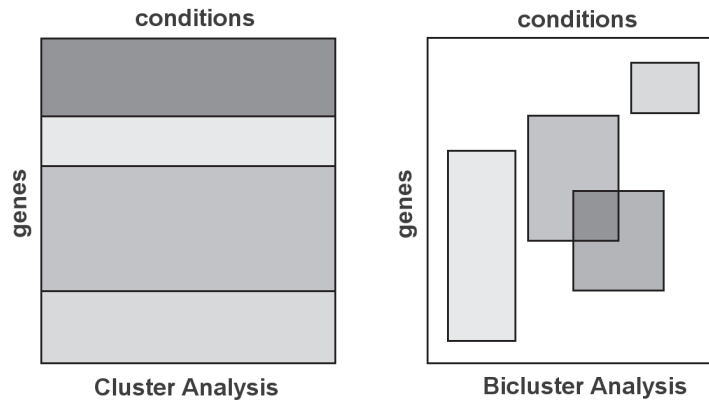 conditions
genes
Cluster Analysis
conditions
genes
Bicluster Analysis